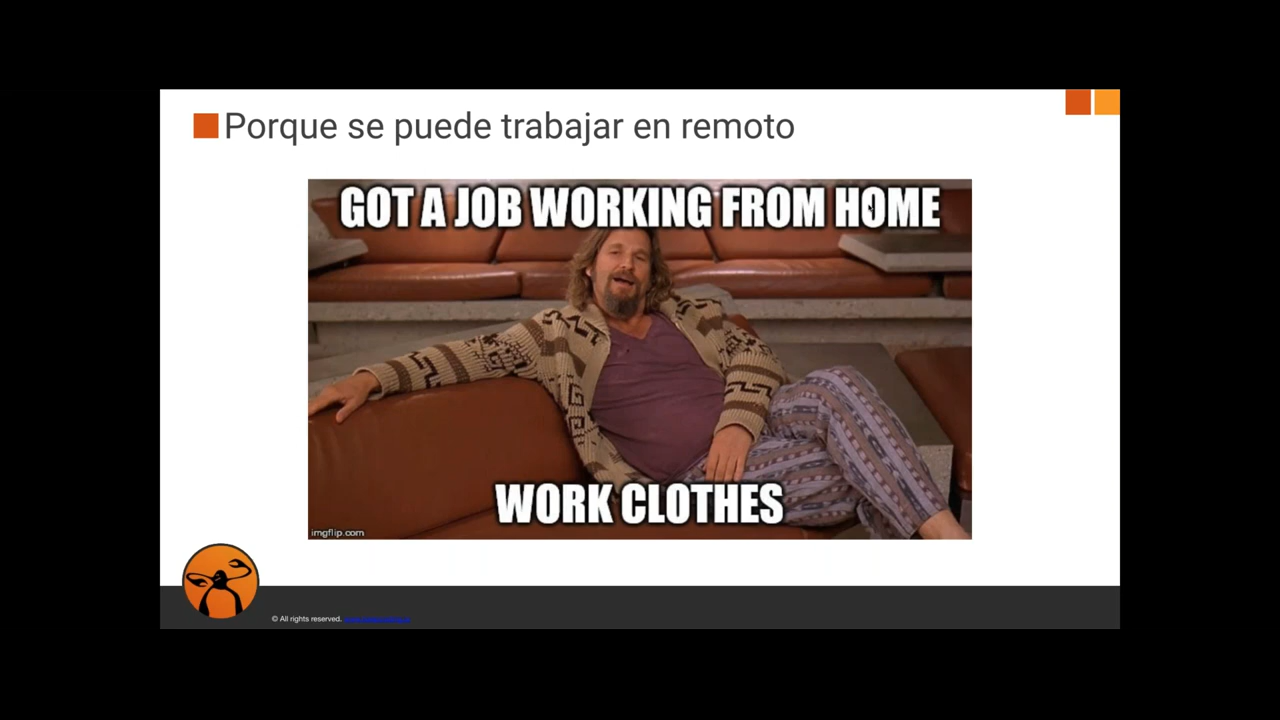 Porque se puede trabajar en remoto
GOT A JOB WORKING FROM HOME
WORK CLOTHES
imgflip.com
© All rights reserved.